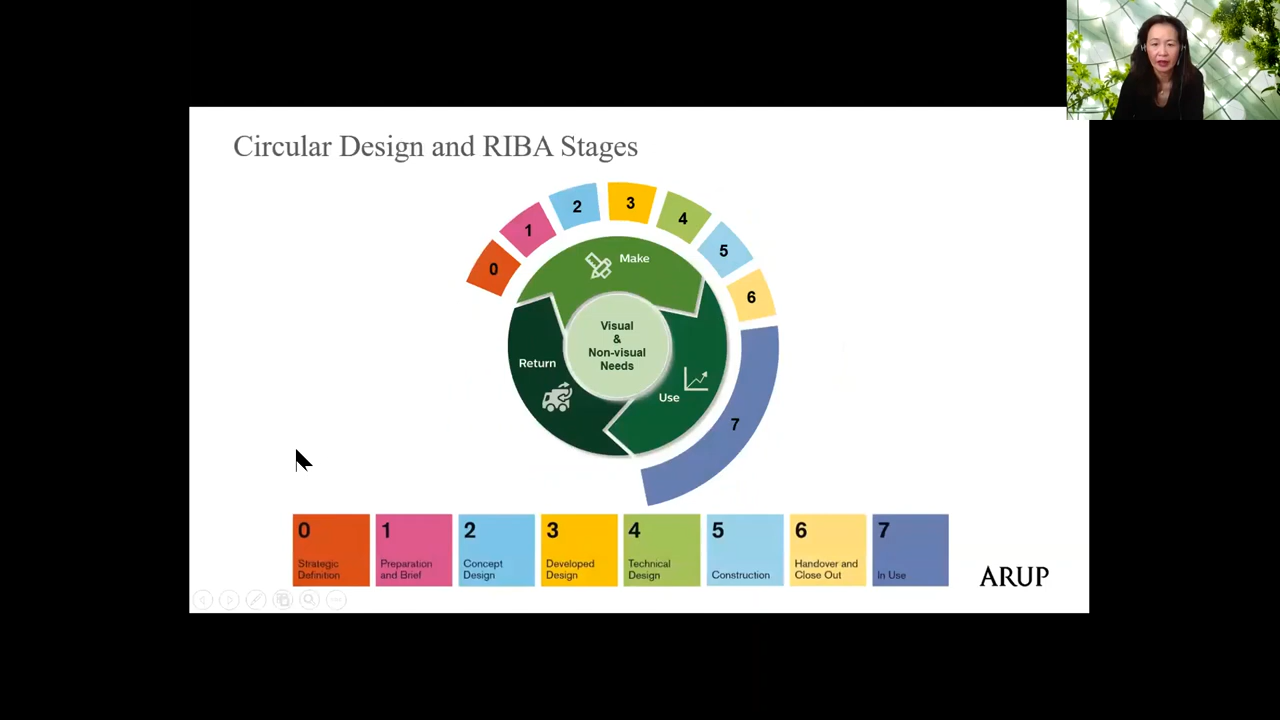 Circular Design and RIBA Stages
0
1
2
3
4
5
6
7
Make
Use
Return
Visual
&
Non-visual
Needs
0
Strategic
Definition
1
Preparation
and Brief
2
Concept
Design
3
Developed
Design
4
Technical
Design
5
Construction
6
Handover and
Close Out
7
In Use
ARUP